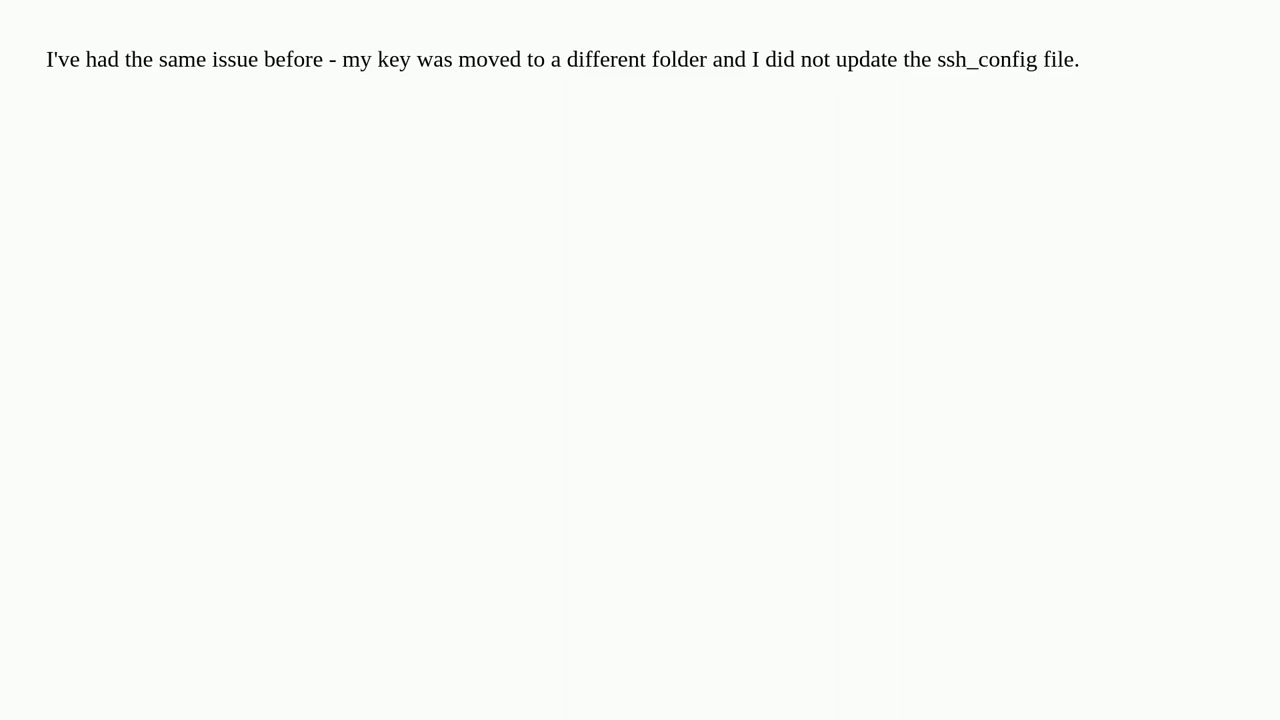 I've had the same issue before - my key was moved to a different folder and I did not update the ssh_config file.